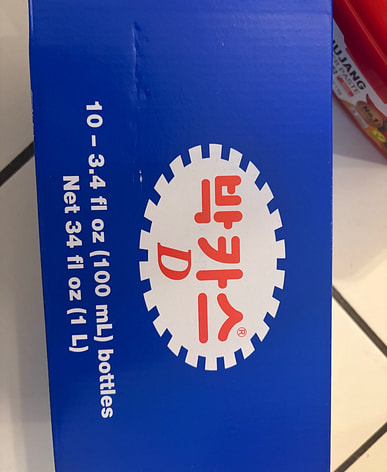 박카스®
D
10 – 3.4 fl oz (100 mL) bottles
Net 34 fl oz (1 L)